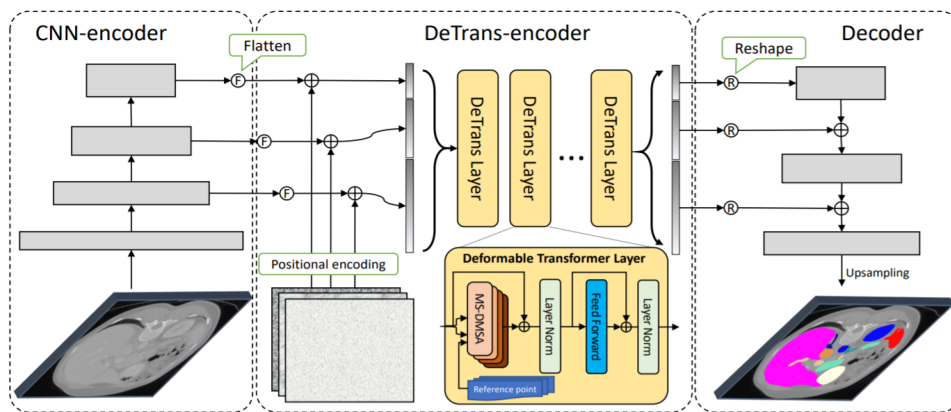 CNN-encoder
DeTrans-encoder
Decoder
Flatten
Reshape
F
F
F
R
R
R
DeTrans Layer
DeTrans Layer
...
DeTrans Layer
Positional encoding
Deformable Transformer Layer
MS-DMSA
Layer Norm
Feed Forward
Layer Norm
Reference point
Upsampling